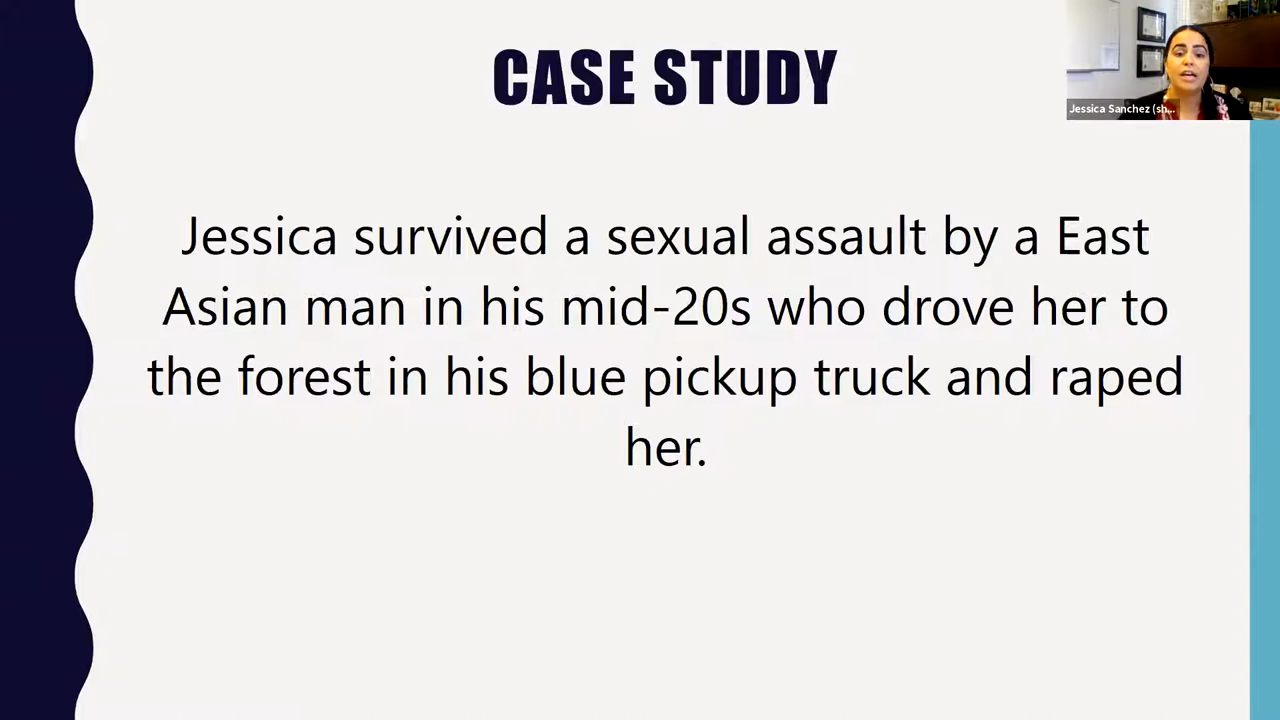 CASE STUDY
Jessica Sanchez (sh...
Jessica survived a sexual assault by a East
Asian man in his mid-20s who drove her to
the forest in his blue pickup truck and raped
her.